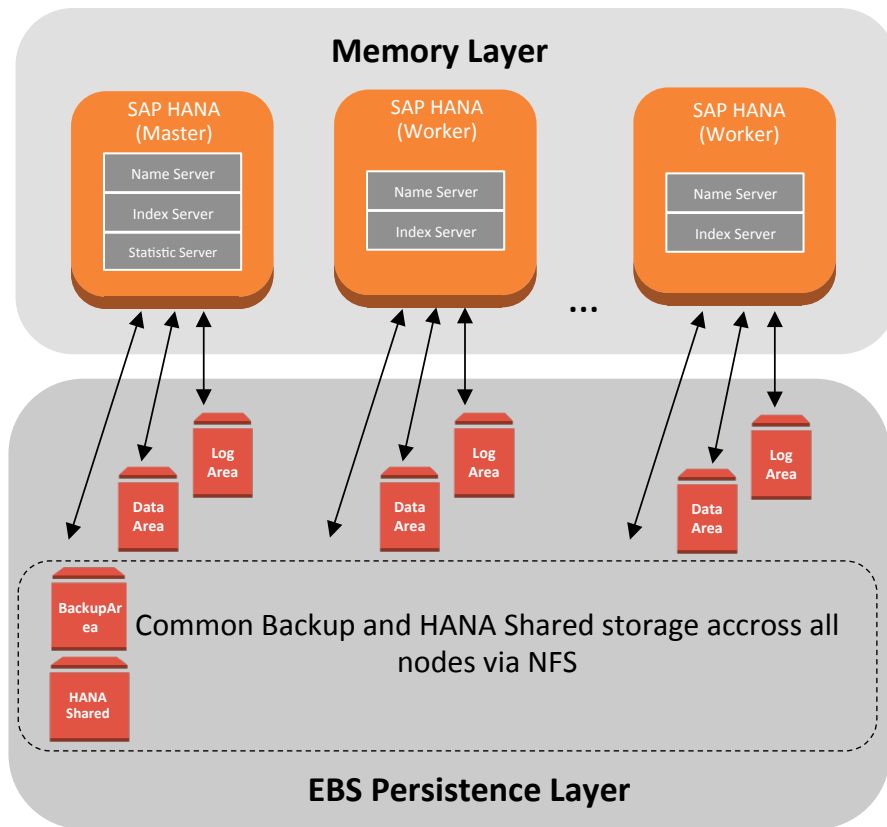 Memory Layer
SAP HANA
(Master)
Name Server
Index Server
Statistic Server
SAP HANA
(Worker)
Name Server
Index Server
...
SAP HANA
(Worker)
Name Server
Index Server
Log
Area
Data
Area
Log
Area
Data
Area
Log
Area
Data
Area
BackupAr
ea
HANA
Shared
Common Backup and HANA Shared storage accross all
nodes via NFS
EBS Persistence Layer